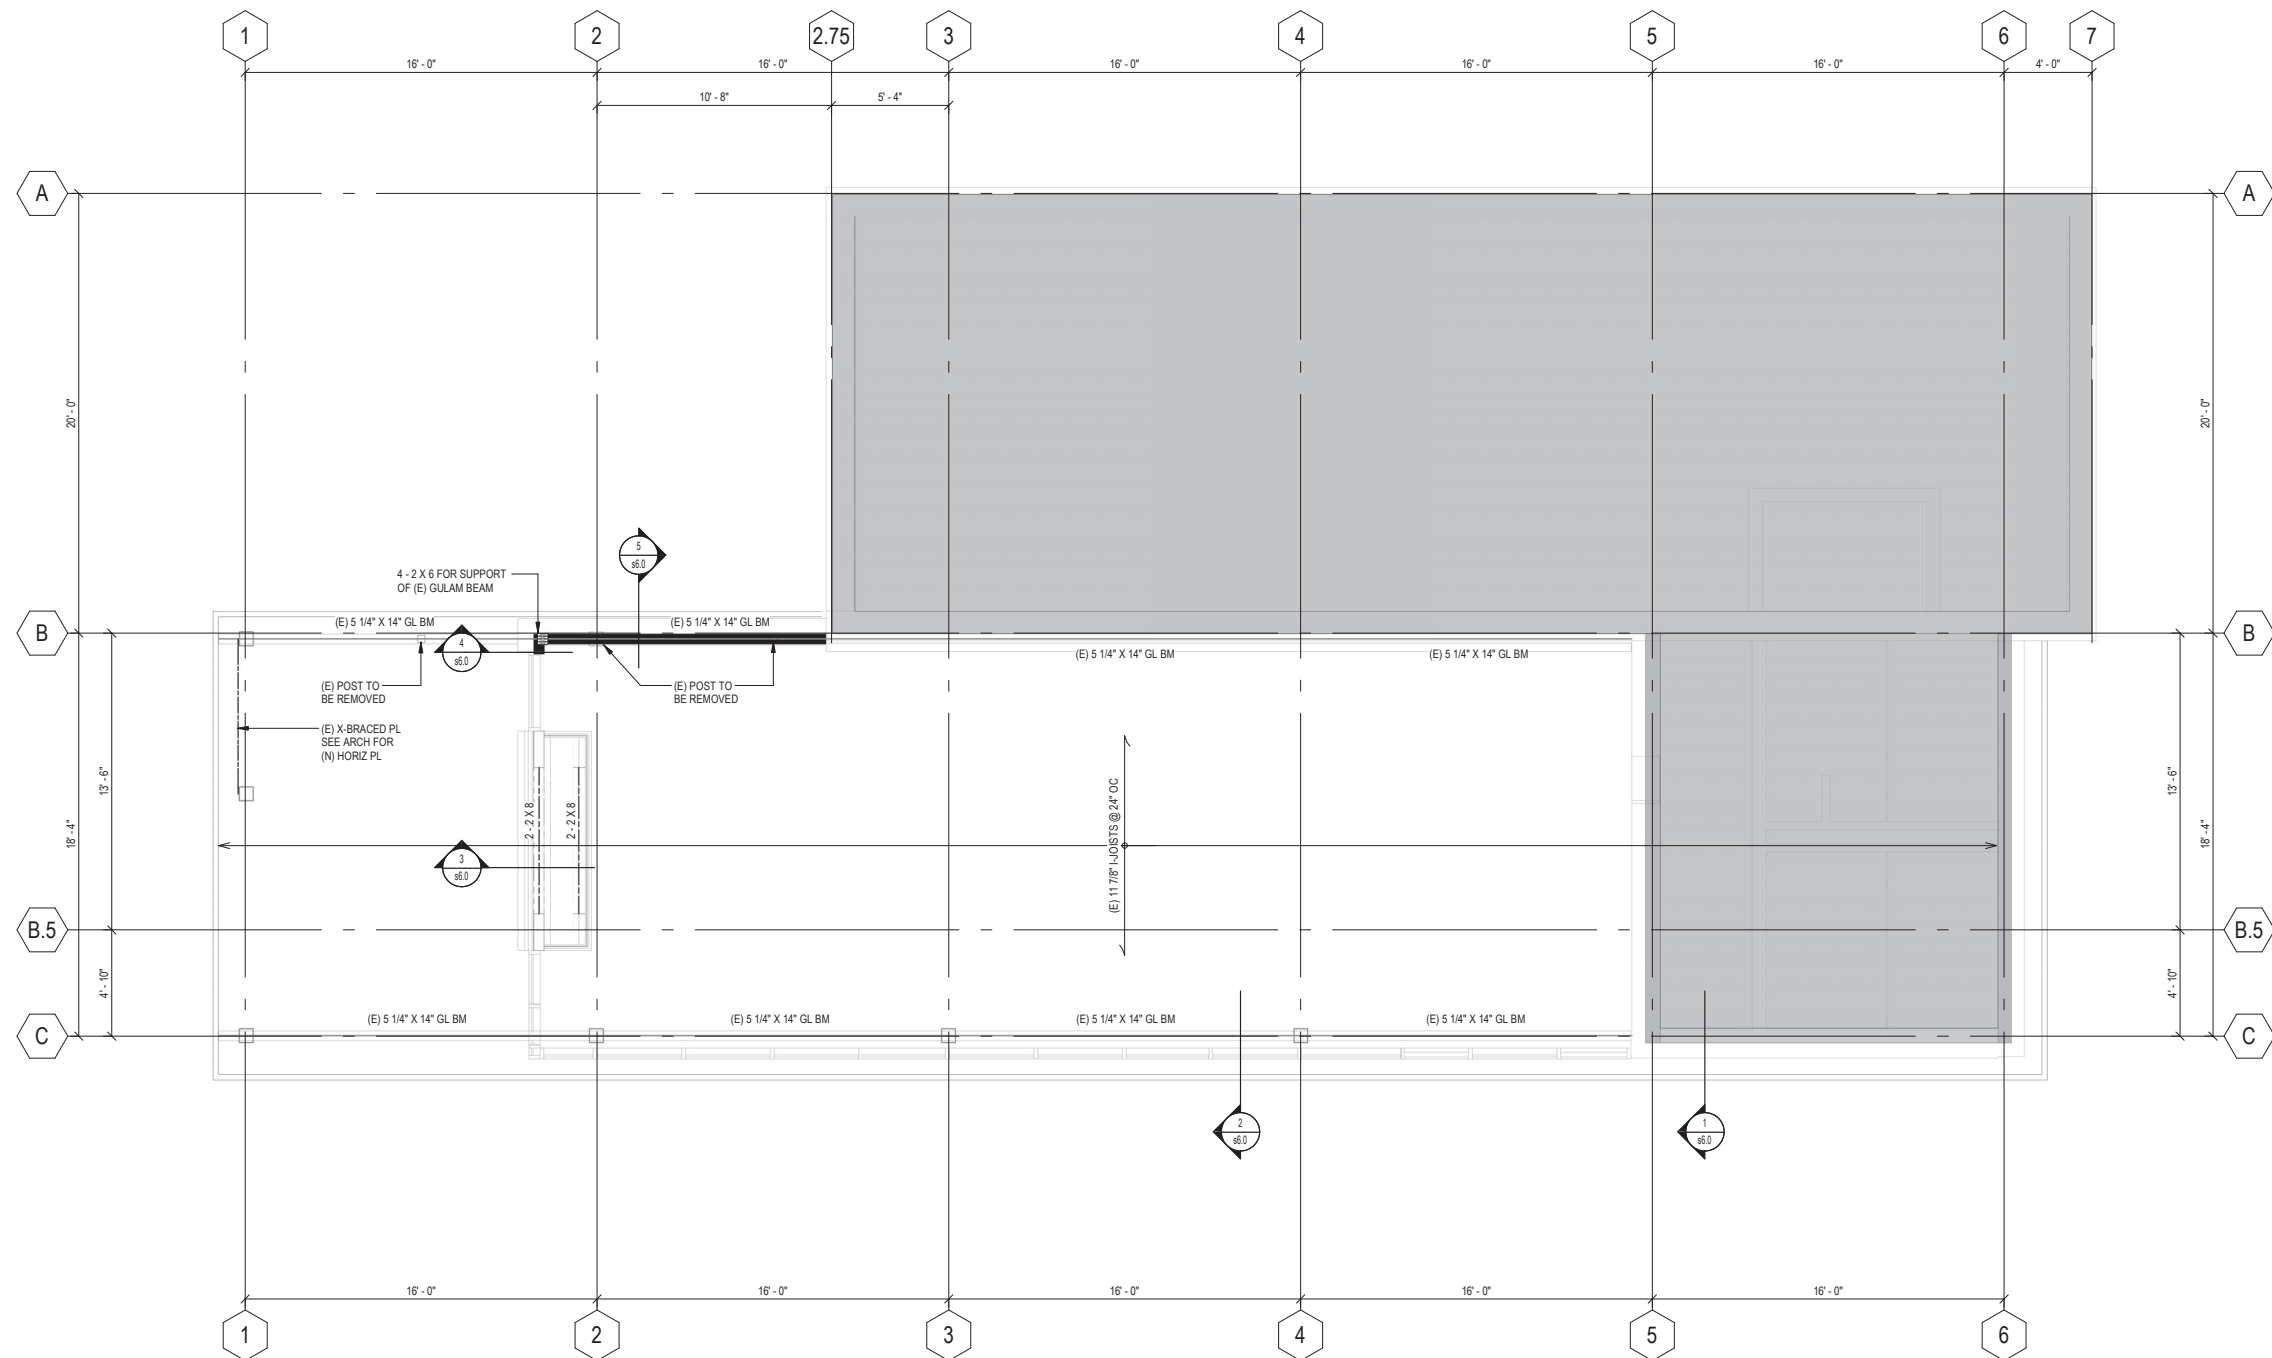 1
2
2.75
3
4
5
6
7
16' - 0"
16' - 0"
16' - 0"
16' - 0"
16' - 0"
4' - 0"
10' - 8"
5' - 4"
A
A
20' - 0"
20' - 0"
5
s6.0
4 - 2 X 6 FOR SUPPORT
OF (E) GULAM BEAM
B
B
(E) 5 1/4" X 14" GL BM
(E) 5 1/4" X 14" GL BM
4
s6.0
(E) 5 1/4" X 14" GL BM
(E) 5 1/4" X 14" GL BM
(E) POST TO
BE REMOVED
(E) POST TO
BE REMOVED
(E) X-BRACED PL
SEE ARCH FOR
(N) HORIZ PL
13' - 6"
18' - 4"
13' - 6"
18' - 4"
2 - 2 X 8
2 - 2 X 8
(E) 11 7/8" I-JOISTS @ 24" OC
3
s6.0
B.5
B.5
4' - 10"
4' - 10"
(E) 5 1/4" X 14" GL BM
(E) 5 1/4" X 14" GL BM
(E) 5 1/4" X 14" GL BM
(E) 5 1/4" X 14" GL BM
C
C
2
s6.0
1
s6.0
16' - 0"
16' - 0"
16' - 0"
16' - 0"
16' - 0"
1
2
3
4
5
6